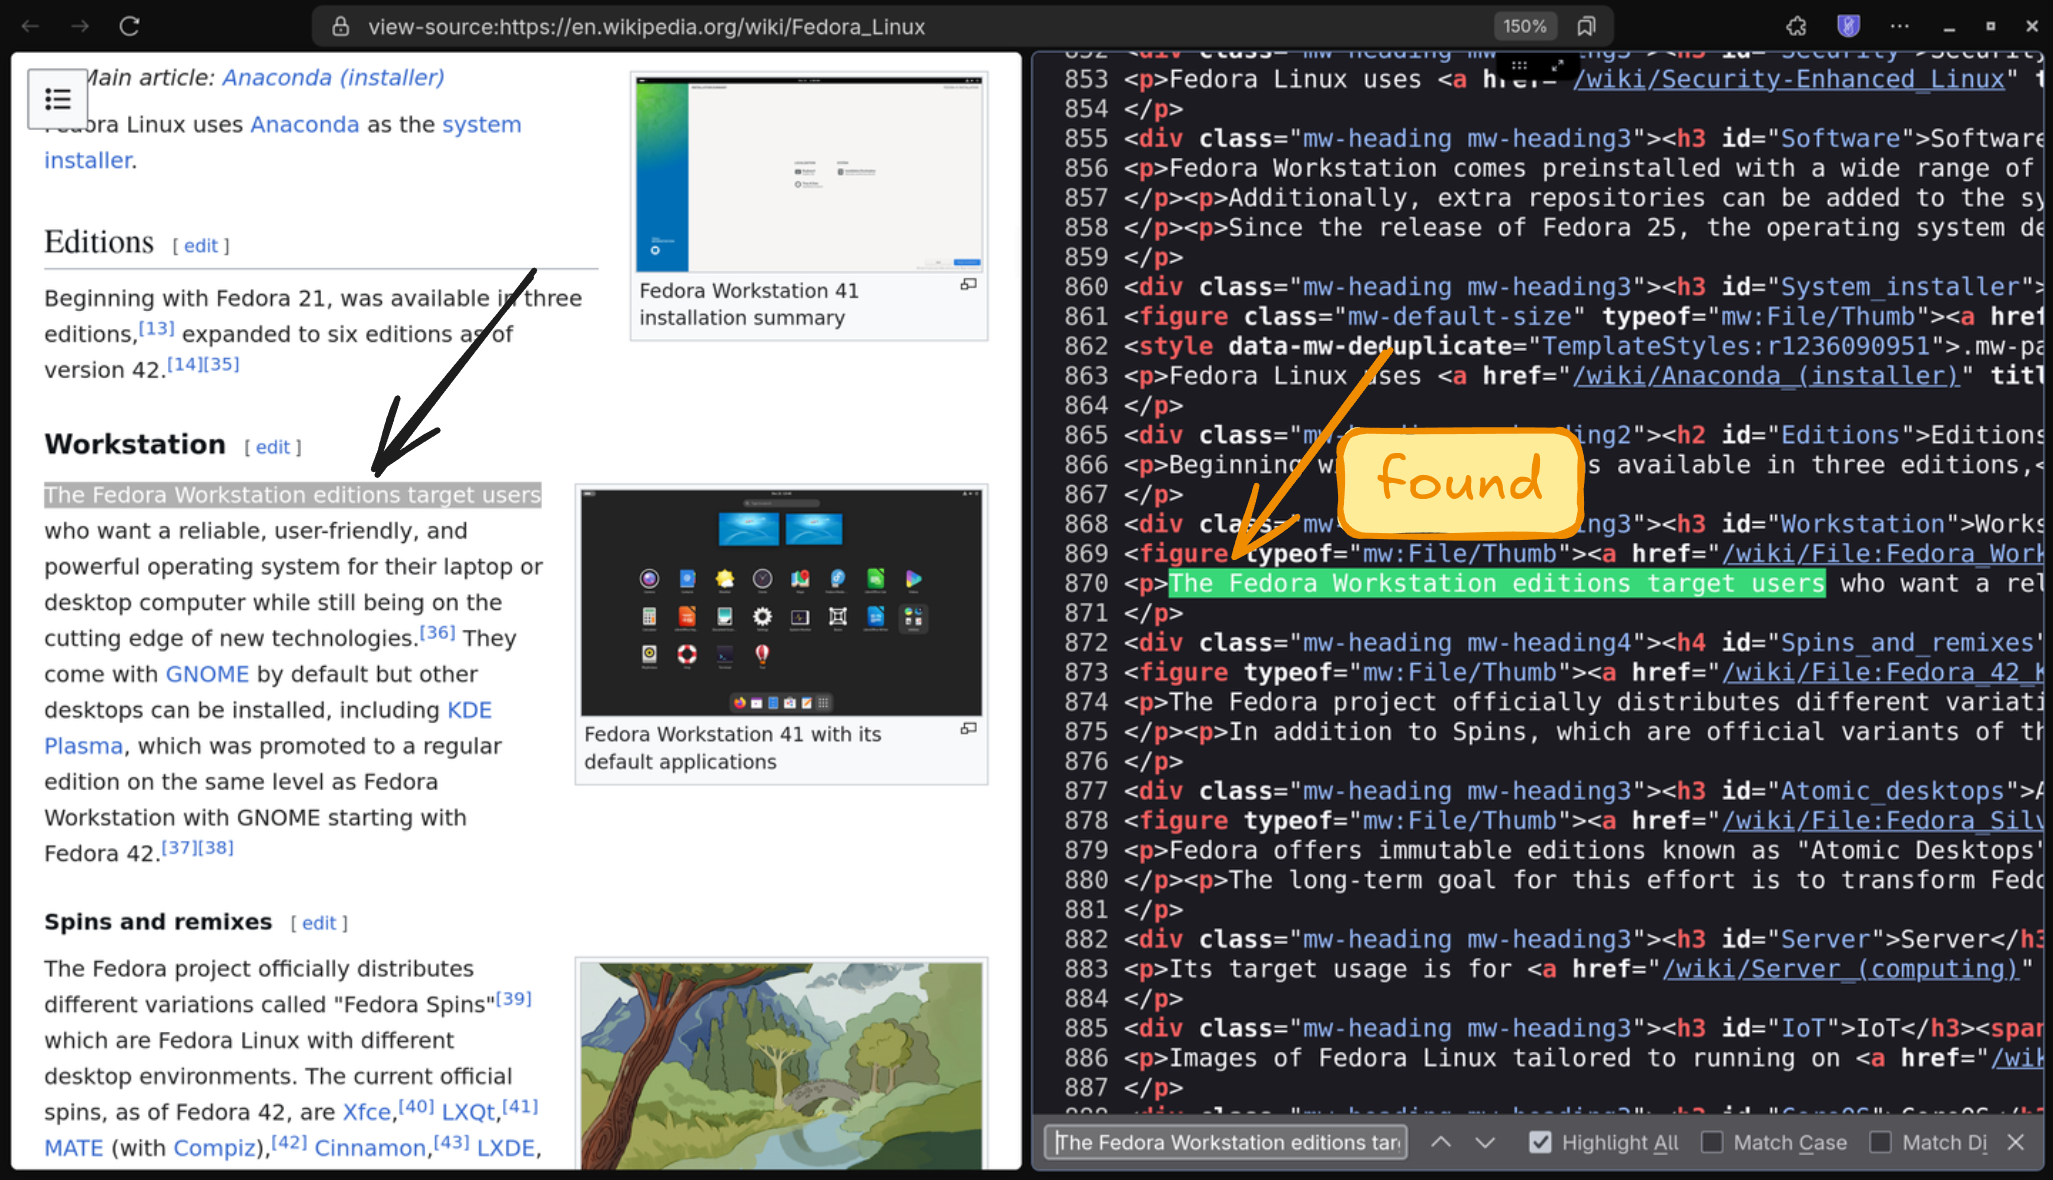 view-source:https://en.wikipedia.org/wiki/Fedora_Linux
150%
Main article: Anaconda (installer)
Fedora Linux uses Anaconda as the system
installer.
Fedora Workstation 41
installation summary
Editions [ edit ]
Beginning with Fedora 21, was available in three
editions,[13] expanded to six editions as of
version 42.[14][35]
Workstation [ edit ]
The Fedora Workstation editions target users
who want a reliable, user-friendly, and
powerful operating system for their laptop or
desktop computer while still being on the
cutting edge of new technologies.[36] They
come with GNOME by default but other
desktops can be installed, including KDE
Plasma, which was promoted to a regular
edition on the same level as Fedora
Workstation with GNOME starting with
Fedora 42.[37][38]
Fedora Workstation 41 with its
default applications
Spins and remixes [ edit ]
The Fedora project officially distributes
different variations called "Fedora Spins"[39]
which are Fedora Linux with different
desktop environments. The current official
spins, as of Fedora 42, are Xfce,[40] LXQt,[41]
MATE (with Compiz),[42] Cinnamon,[43] LXDE,
853 <p>Fedora Linux uses <a href="/wiki/Security-Enhanced_Linux" t
854 </p>
855 <div class="mw-heading mw-heading3"><h3 id="Software">Software
856 <p>Fedora Workstation comes preinstalled with a wide range of
857 </p><p>Additionally, extra repositories can be added to the sy
858 </p><p>Since the release of Fedora 25, the operating system de
859 </p>
860 <div class="mw-heading mw-heading3"><h3 id="System_installer">
861 <figure class="mw-default-size" typeof="mw:File/Thumb"><a href
862 <style data-mw-deduplicate="TemplateStyles:r1236090951">.mw-pa
863 <p>Fedora Linux uses <a href="/wiki/Anaconda_(installer)" titl
864 </p>
865 <div class="mw-heading mw-heading2"><h2 id="Editions">Editions
866 <p>Beginning wi s available in three editions,<
867 </p>
868 <div class="mw ing3"><h3 id="Workstation">Works
869 <figure typeof="mw:File/Thumb"><a href="/wiki/File:Fedora_Work
870 <p>The Fedora Workstation editions target users who want a rel
871 </p>
872 <div class="mw-heading mw-heading4"><h4 id="Spins_and_remixes"
873 <figure typeof="mw:File/Thumb"><a href="/wiki/File:Fedora_42_K
874 <p>The Fedora project officially distributes different variati
875 </p><p>In addition to Spins, which are official variants of th
876 </p>
877 <div class="mw-heading mw-heading3"><h3 id="Atomic_desktops">A
878 <figure typeof="mw:File/Thumb"><a href="/wiki/File:Fedora_Silv
879 <p>Fedora offers immutable editions known as "Atomic Desktops"
880 </p><p>The long-term goal for this effort is to transform Fedo
881 </p>
882 <div class="mw-heading mw-heading3"><h3 id="Server">Server</h3
883 <p>Its target usage is for <a href="/wiki/Server_(computing)"
884 </p>
885 <div class="mw-heading mw-heading3"><h3 id="IoT">IoT</h3><span
886 <p>Images of Fedora Linux tailored to running on <a href="/wik
887 </p>
found
The Fedora Workstation editions tar
Highlight All
Match Case
Match Di